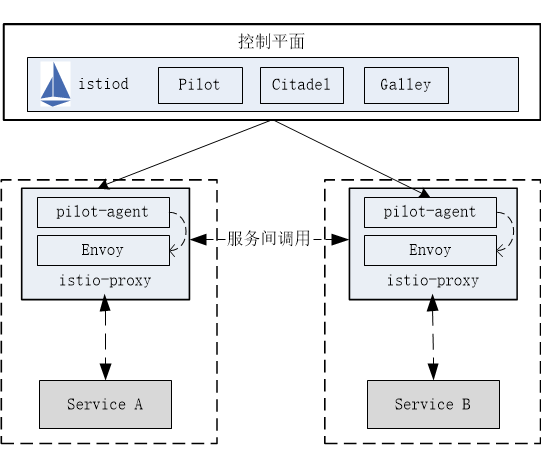 控制平面
istiod
Pilot
Citadel
Galley
pilot-agent
Envoy
istio-proxy
服务间调用
pilot-agent
Envoy
istio-proxy
Service A
Service B